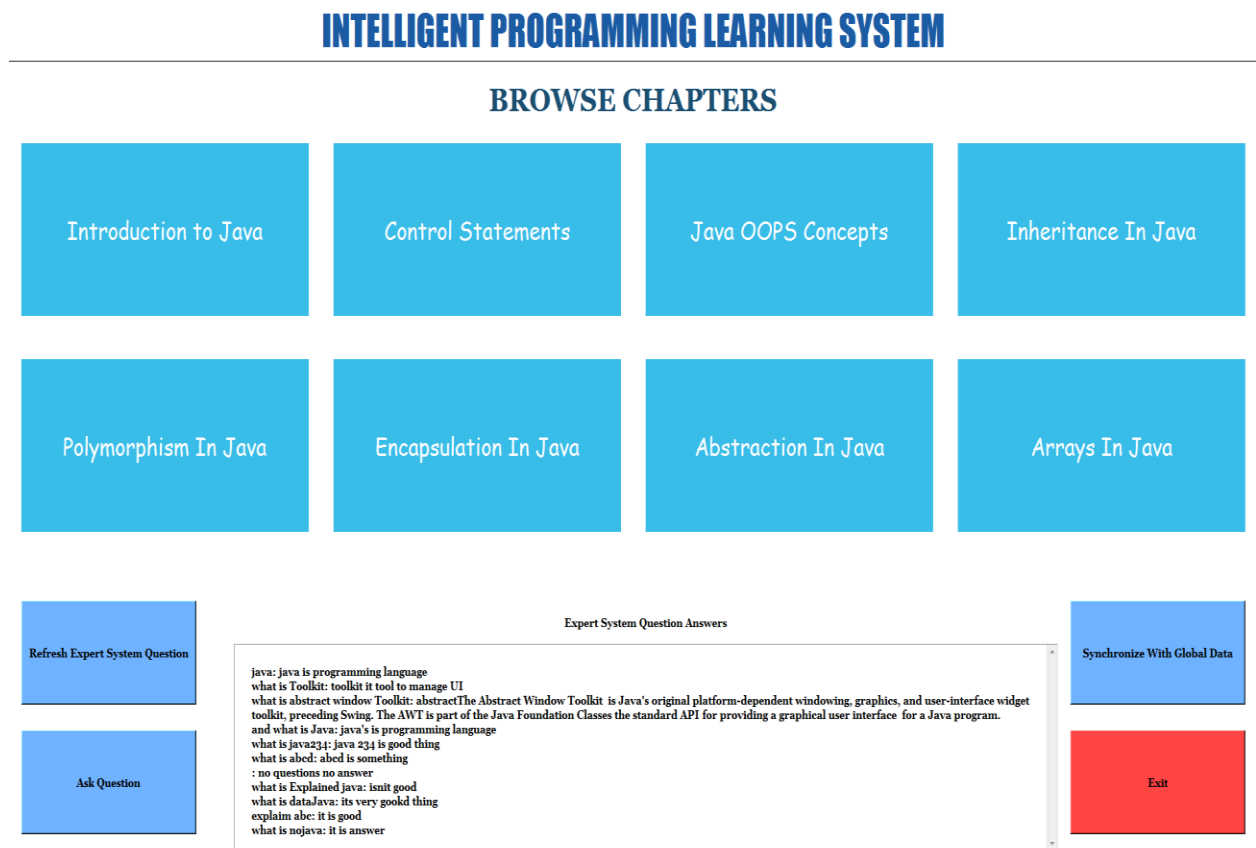 INTELLIGENT PROGRAMMING LEARNING SYSTEM
BROWSE CHAPTERS
Introduction to Java
Control Statements
Java OOPS Concepts
Inheritance In Java
Polymorphism In Java
Encapsulation In Java
Abstraction In Java
Arrays In Java
Refresh Expert System Question
Ask Question
Expert System Question Answers
java: java is programming language
what is Toolkit: toolkit it tool to manage UI
what is abstract window Toolkit: abstractThe Abstract Window Toolkit is Java's original platform-dependent windowing, graphics, and user-interface widget
toolkit, preceding Swing. The AWT is part of the Java Foundation Classes the standard API for providing a graphical user interface for a Java program.
and what is Java: java's is programming language
what is java234: java 234 is good thing
what is abcd: abcd is something
: no questions no answer
what is Explained java: isnit good
what is dataJava: its very gookd thing
explaim abc: it is good
what is nojava: it is answer
Synchronize With Global Data
Exit